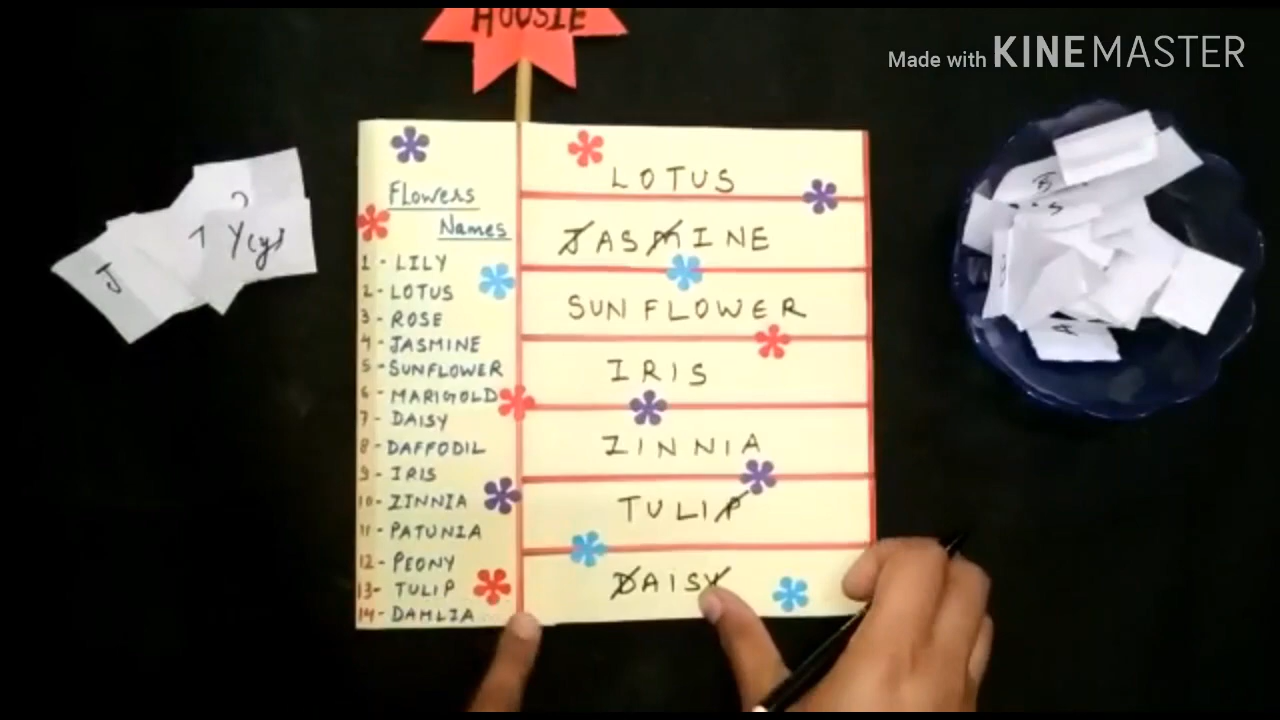 HOUSIE
Made with KINEMASTER
Flowers
Names
1 - LILY
2 - LOTUS
3 - ROSE
4 - JASMINE
5 - SUNFLOWER
6 - MARIGOLD
7 - DAISY
8 - DAFFODIL
9 - IRIS
10 - ZINNIA
11 - PATUNIA
12 - PEONY
13 - TULIP
14 - DAHLIA
LOTUS
JASMINE
SUNFLOWER
IRIS
ZINNIA
TULIP
DAISY
J
Y(y)